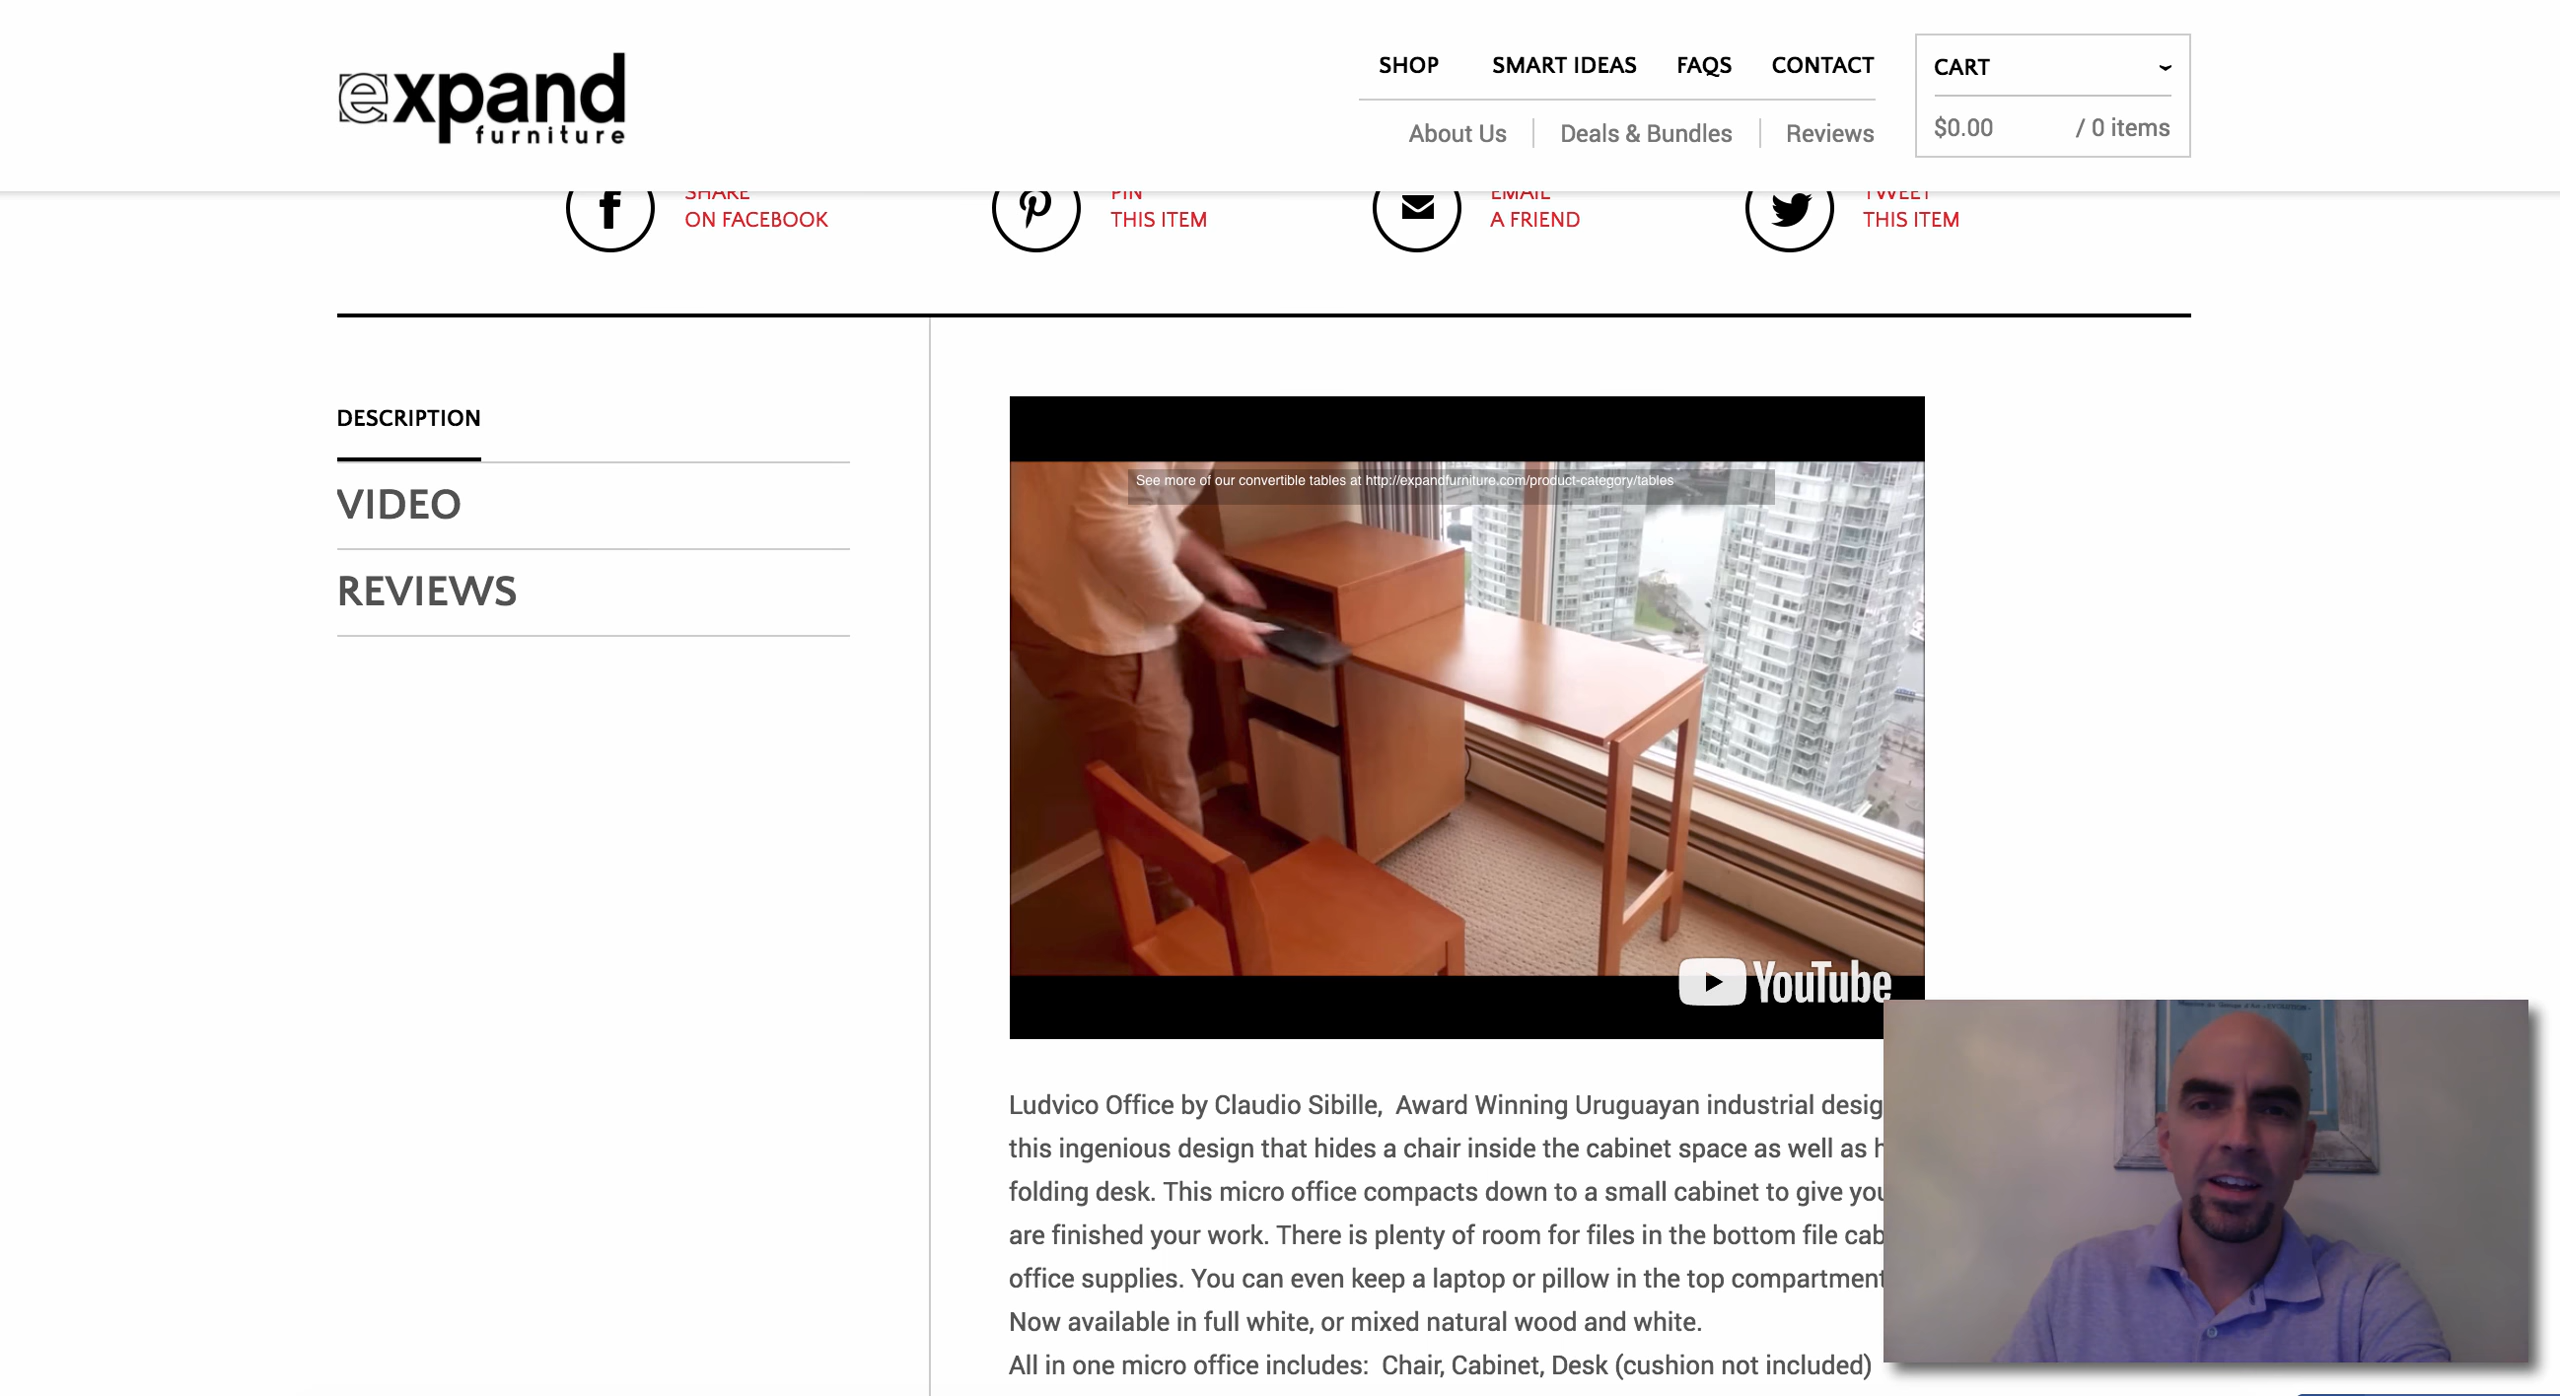 expand
furniture
SHOP SMART IDEAS FAQS CONTACT
About Us Deals & Bundles Reviews
CART
$0.00 / 0 items
SHARE
ON FACEBOOK
PIN
THIS ITEM
EMAIL
A FRIEND
TWEET
THIS ITEM
DESCRIPTION
VIDEO
REVIEWS
See more of our convertible tables at http://expandfurniture.com/product-category/tables
YouTube
Ludvico Office by Claudio Sibille, Award Winning Uruguayan industrial desig
this ingenious design that hides a chair inside the cabinet space as well as h
folding desk. This micro office compacts down to a small cabinet to give you
are finished your work. There is plenty of room for files in the bottom file cab
office supplies. You can even keep a laptop or pillow in the top compartment
Now available in full white, or mixed natural wood and white.
All in one micro office includes: Chair, Cabinet, Desk (cushion not included)